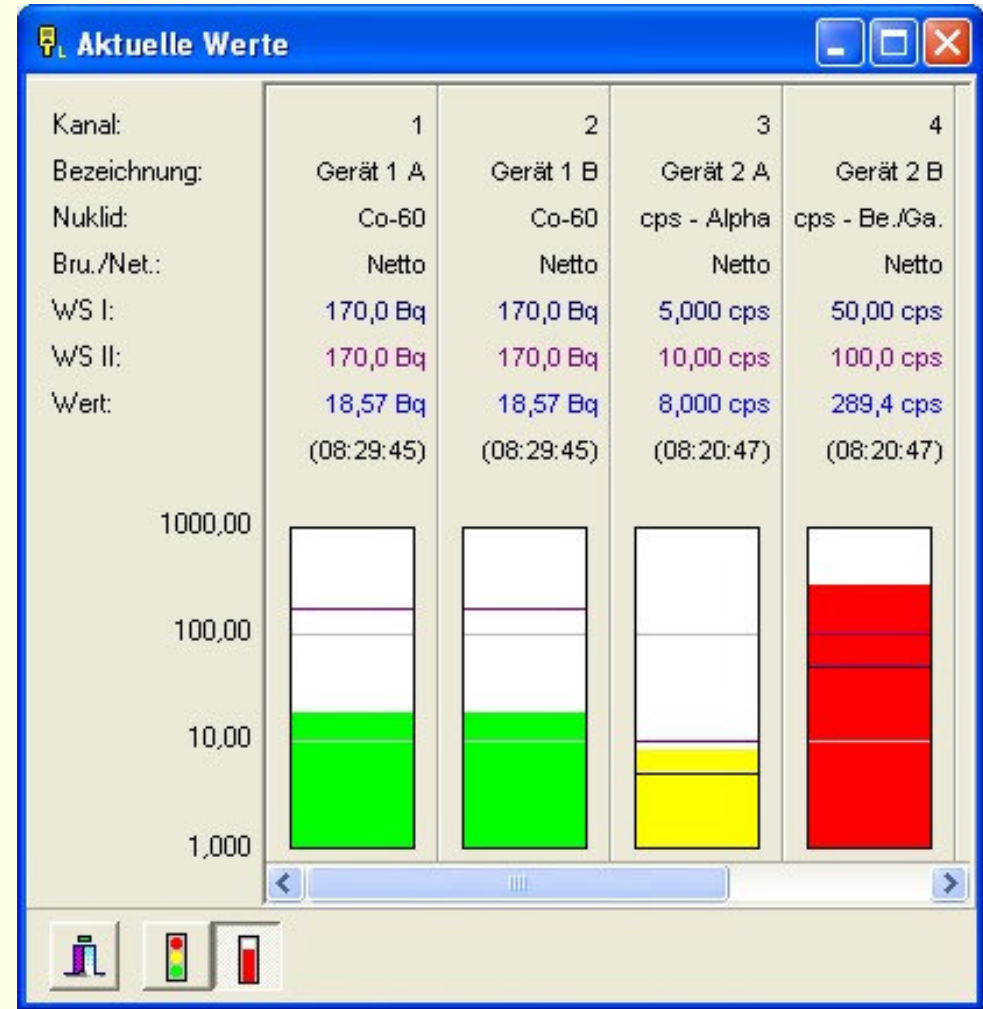 Aktuelle Werte
Kanal: 1 2 3 4
Bezeichnung: Gerät 1 A Gerät 1 B Gerät 2 A Gerät 2 B
Nuklid: Co-60 Co-60 cps - Alpha cps - Be./Ga.
Bru./Net.: Netto Netto Netto Netto
WS I: 170,0 Bq 170,0 Bq 5,000 cps 50,00 cps
WS II: 170,0 Bq 170,0 Bq 10,00 cps 100,0 cps
Wert: 18,57 Bq 18,57 Bq 8,000 cps 289,4 cps
(08:29:45) (08:29:45) (08:20:47) (08:20:47)
1000,00
100,00
10,00
1,000